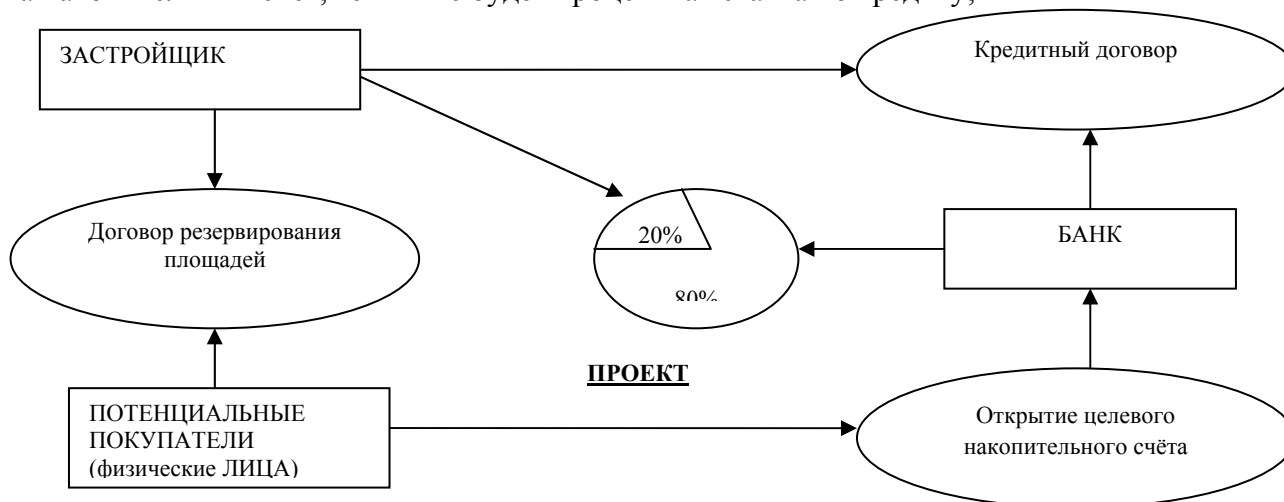 ЗАСТРОЙЩИК
Кредитный договор
Договор резервирования
площадей
20%
80%
БАНК
ПРОЕКТ
ПОТЕНЦИАЛЬНЫЕ
ПОКУПАТЕЛИ
(физические ЛИЦА)
Открытие целевого
накопительного счёта